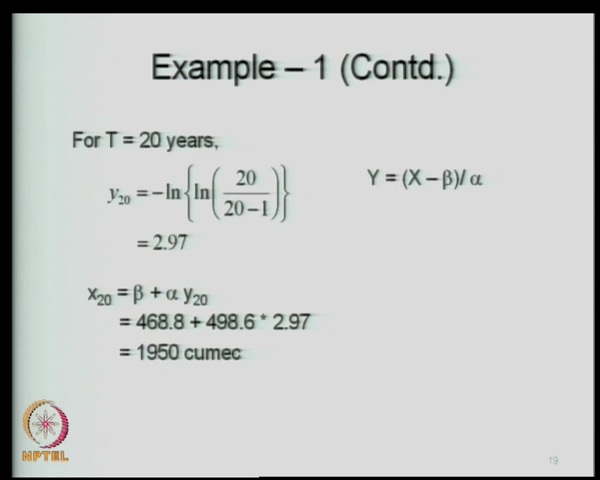 Example – 1 (Contd.)
For T = 20 years,
y₂₀ = −ln{ln(20/(20−1))}
Y = (X – β)/ α
= 2.97
x₂₀ = β + α y₂₀
= 468.8 + 498.6 * 2.97
= 1950 cumec
NPTEL
19